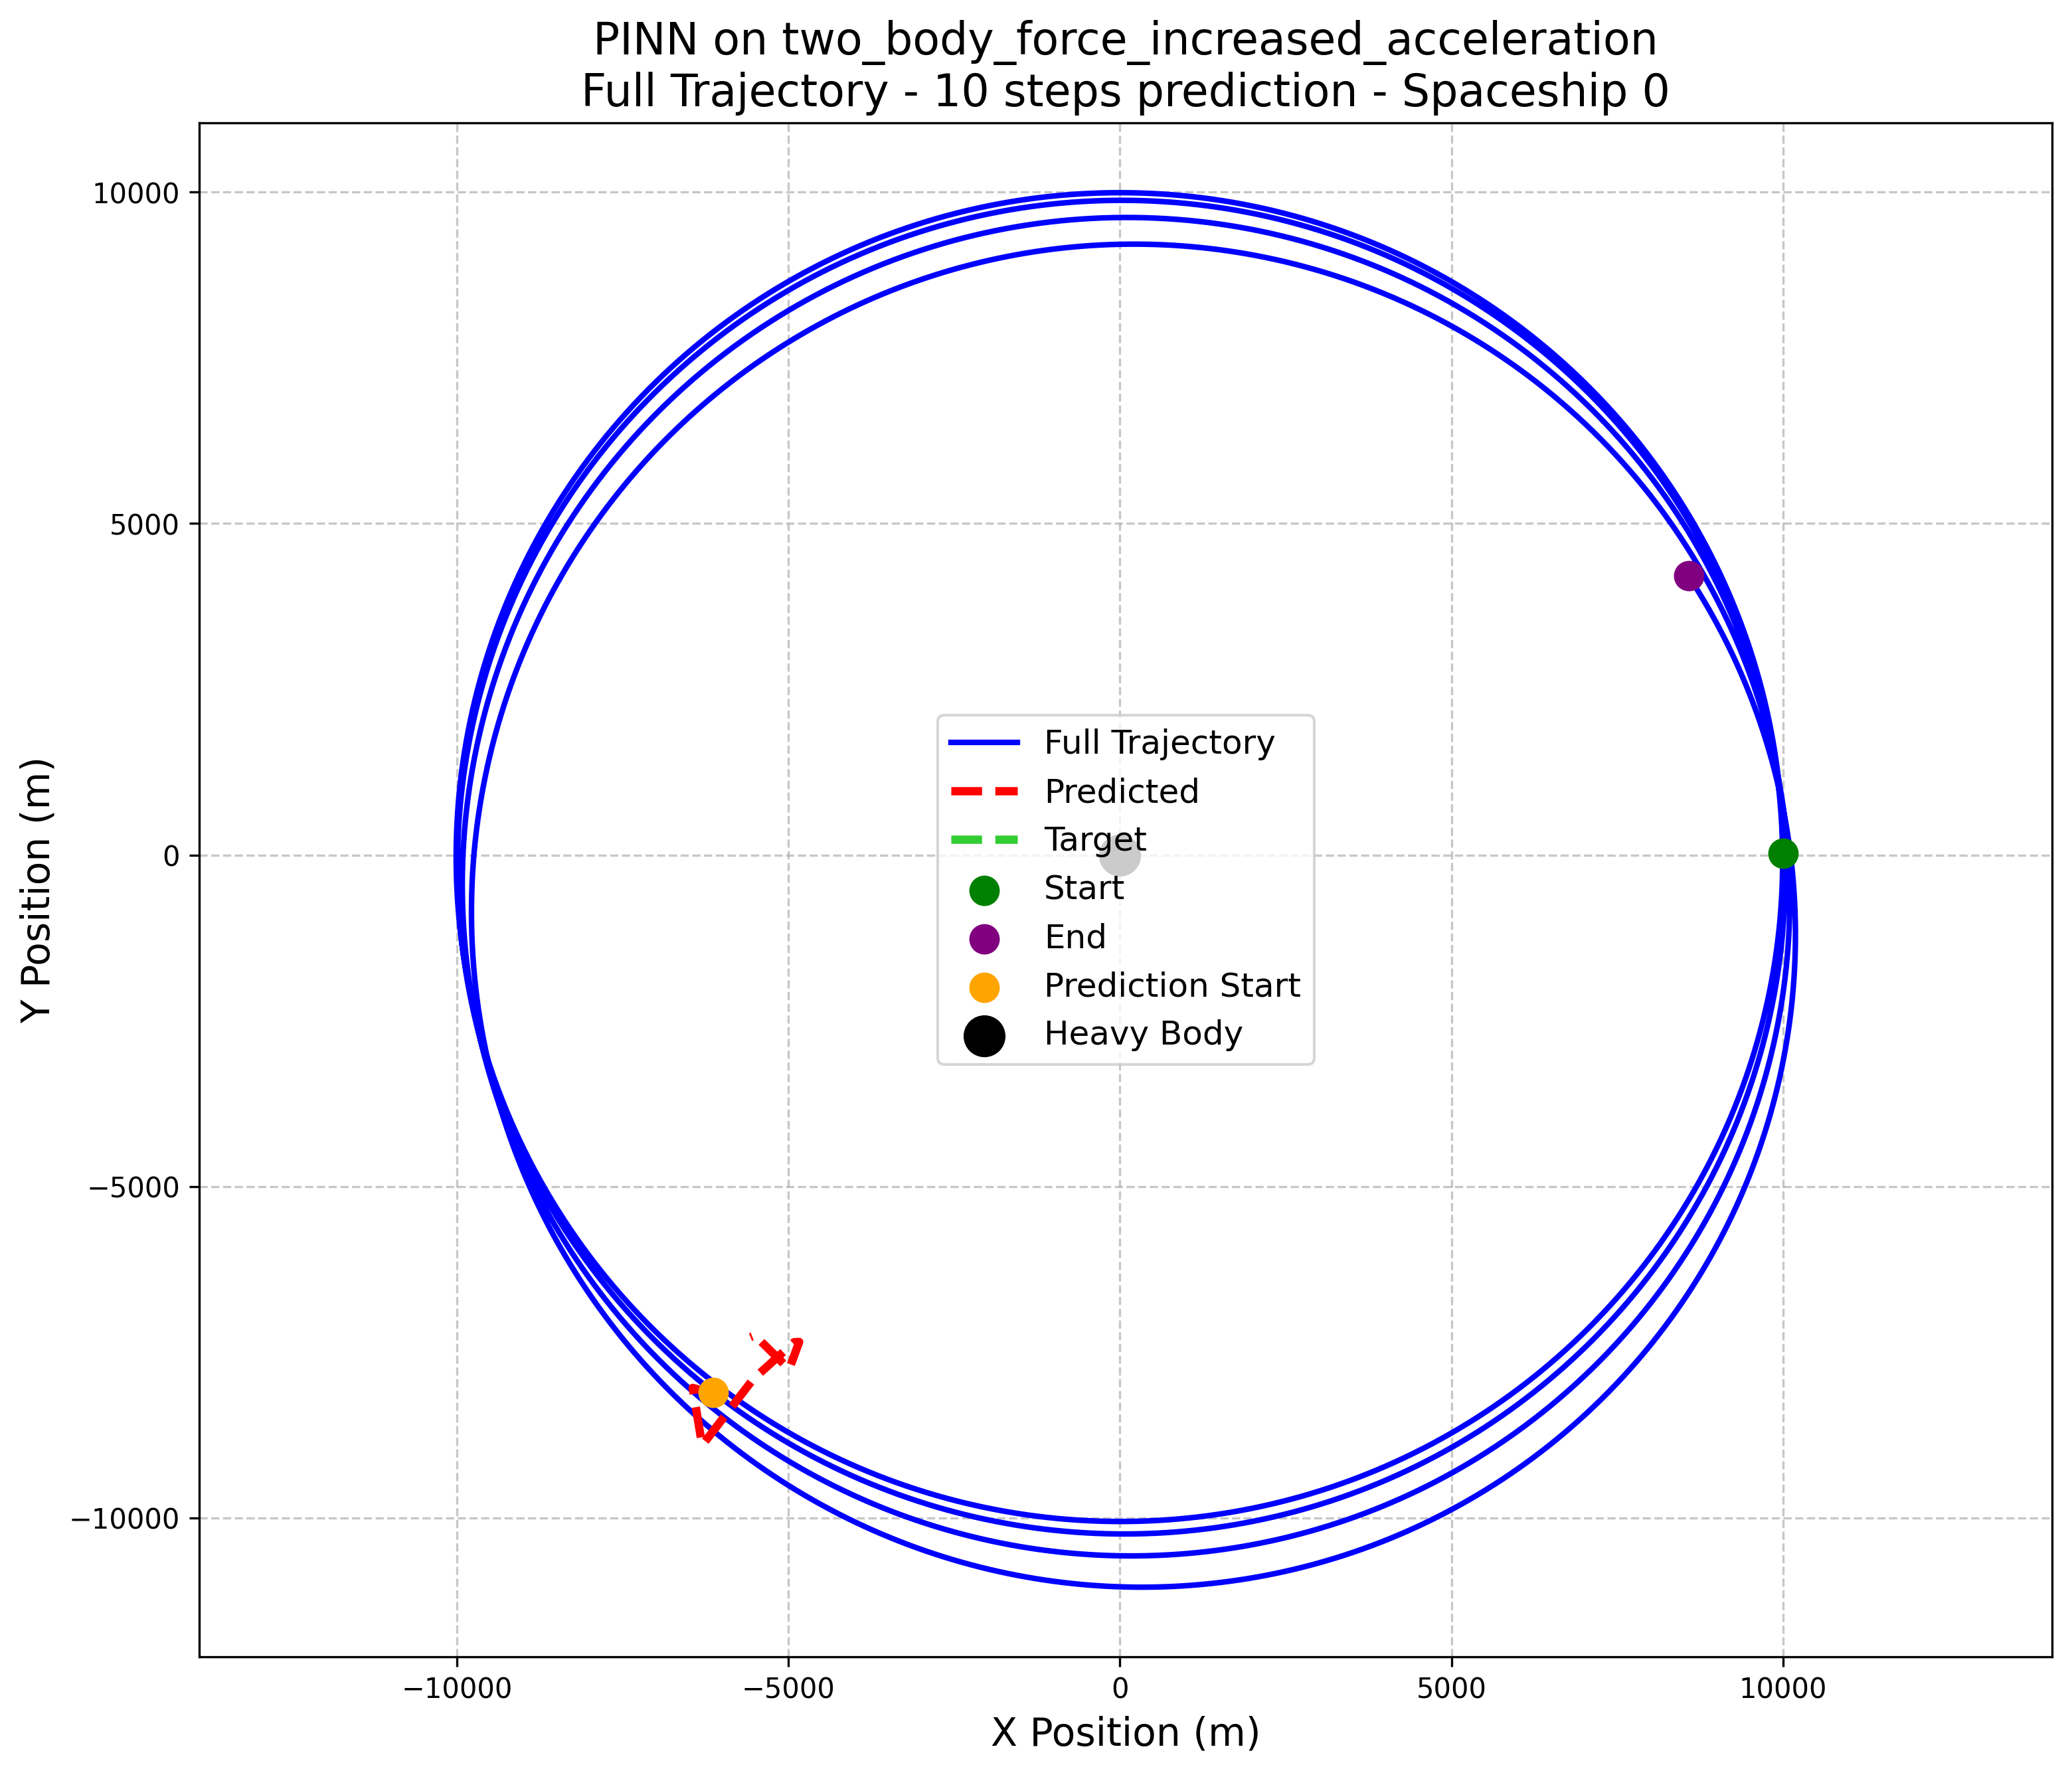 PINN on two_body_force_increased_acceleration
Full Trajectory - 10 steps prediction - Spaceship 0
Y Position (m)
10000
5000
0
−5000
−10000
Full Trajectory
Predicted
Target
Start
End
Prediction Start
Heavy Body
−10000
−5000
0
5000
10000
X Position (m)